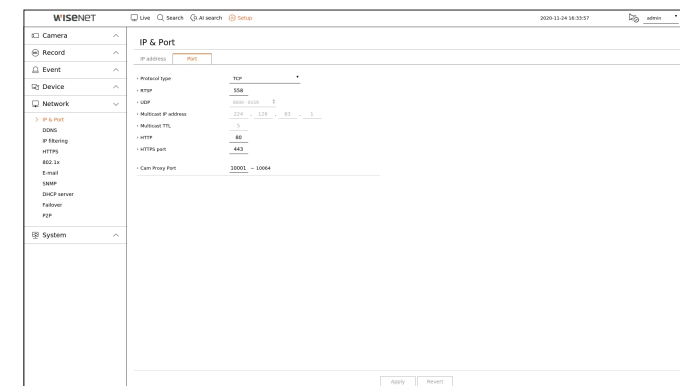 WISENET
Live Search AI search Setup 2020-11-24 16:33:57 admin
Camera
Record
Event
Device
Network
IP & Port
DDNS
IP filtering
HTTPS
802.1x
E-mail
SNMP
DHCP server
Failover
P2P
System
IP & Port
IP address Port
Protocol type TCP
RTSP 558
UDP
Multicast IP address 224 . 126 . 63 . 1
Multicast TTL 5
HTTP 80
HTTPS port 443
Cam Proxy Port 10001 ~ 10064
Apply Revert